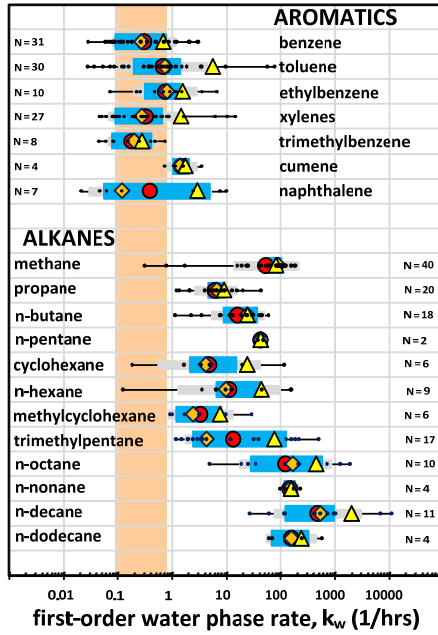 AROMATICS
N=31 benzene
N=30 toluene
N=10 ethylbenzene
N=27 xylenes
N=8 trimethylbenzene
N=4 cumene
N=7 naphthalene
ALKANES
methane N=40
propane N=20
n-butane N=18
n-pentane N=2
cyclohexane N=6
n-hexane N=9
methylcyclohexane N=6
trimethylpentane N=17
n-octane N=10
n-nonane N=4
n-decane N=11
n-dodecane N=4
0,01 0,1 1 10 100 1000 10000
first-order water phase rate, kw (1/hrs)